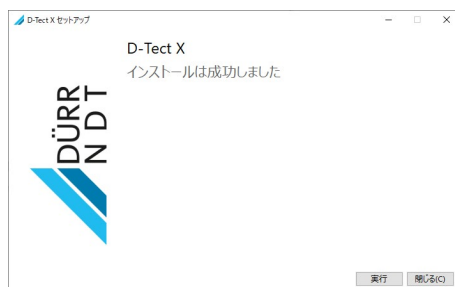 D-Tect X セットアップ
D-Tect X
インストールは成功しました
DÜRR
NDT
実行
閉じる(C)